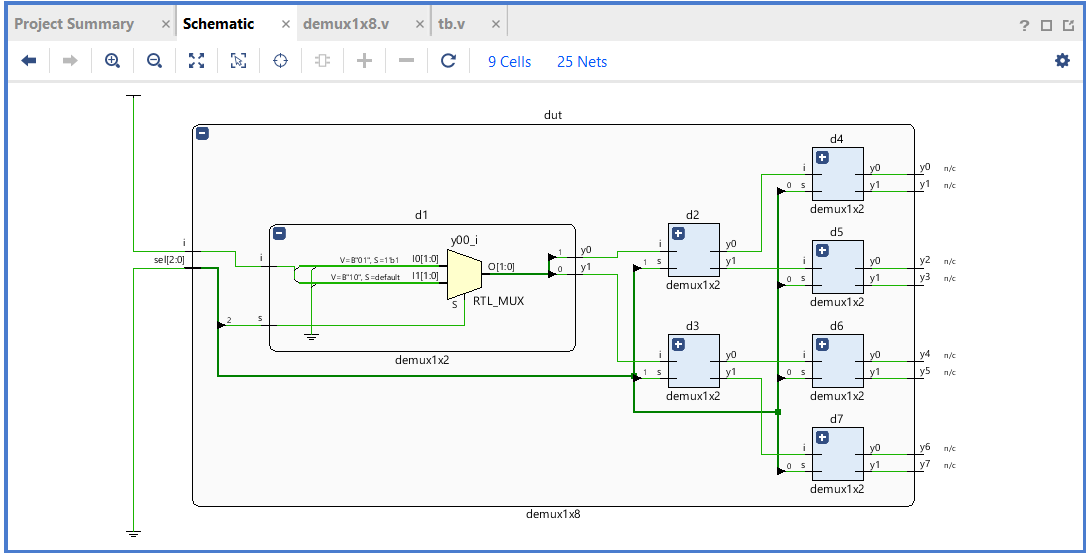 Project Summary × Schematic × demux1x8.v × tb.v × ?
9 Cells 25 Nets
dut
i
sel[2:0]
2
d1
i
s
V=B"01", S=1'b1
V=B"10", S=default
I0[1:0]
I1[1:0]
y00_i
S
O[1:0]
RTL_MUX
1
0
y0
y1
demux1x2
d2
i
1 s
y0
y1
demux1x2
d3
i
1 s
y0
y1
demux1x2
d4
i
0 s
y0
y1
demux1x2
y0 n/c
y1 n/c
d5
i
0 s
y0
y1
demux1x2
y2 n/c
y3 n/c
d6
i
0 s
y0
y1
demux1x2
y4 n/c
y5 n/c
d7
i
0 s
y0
y1
demux1x2
y6 n/c
y7 n/c
demux1x8